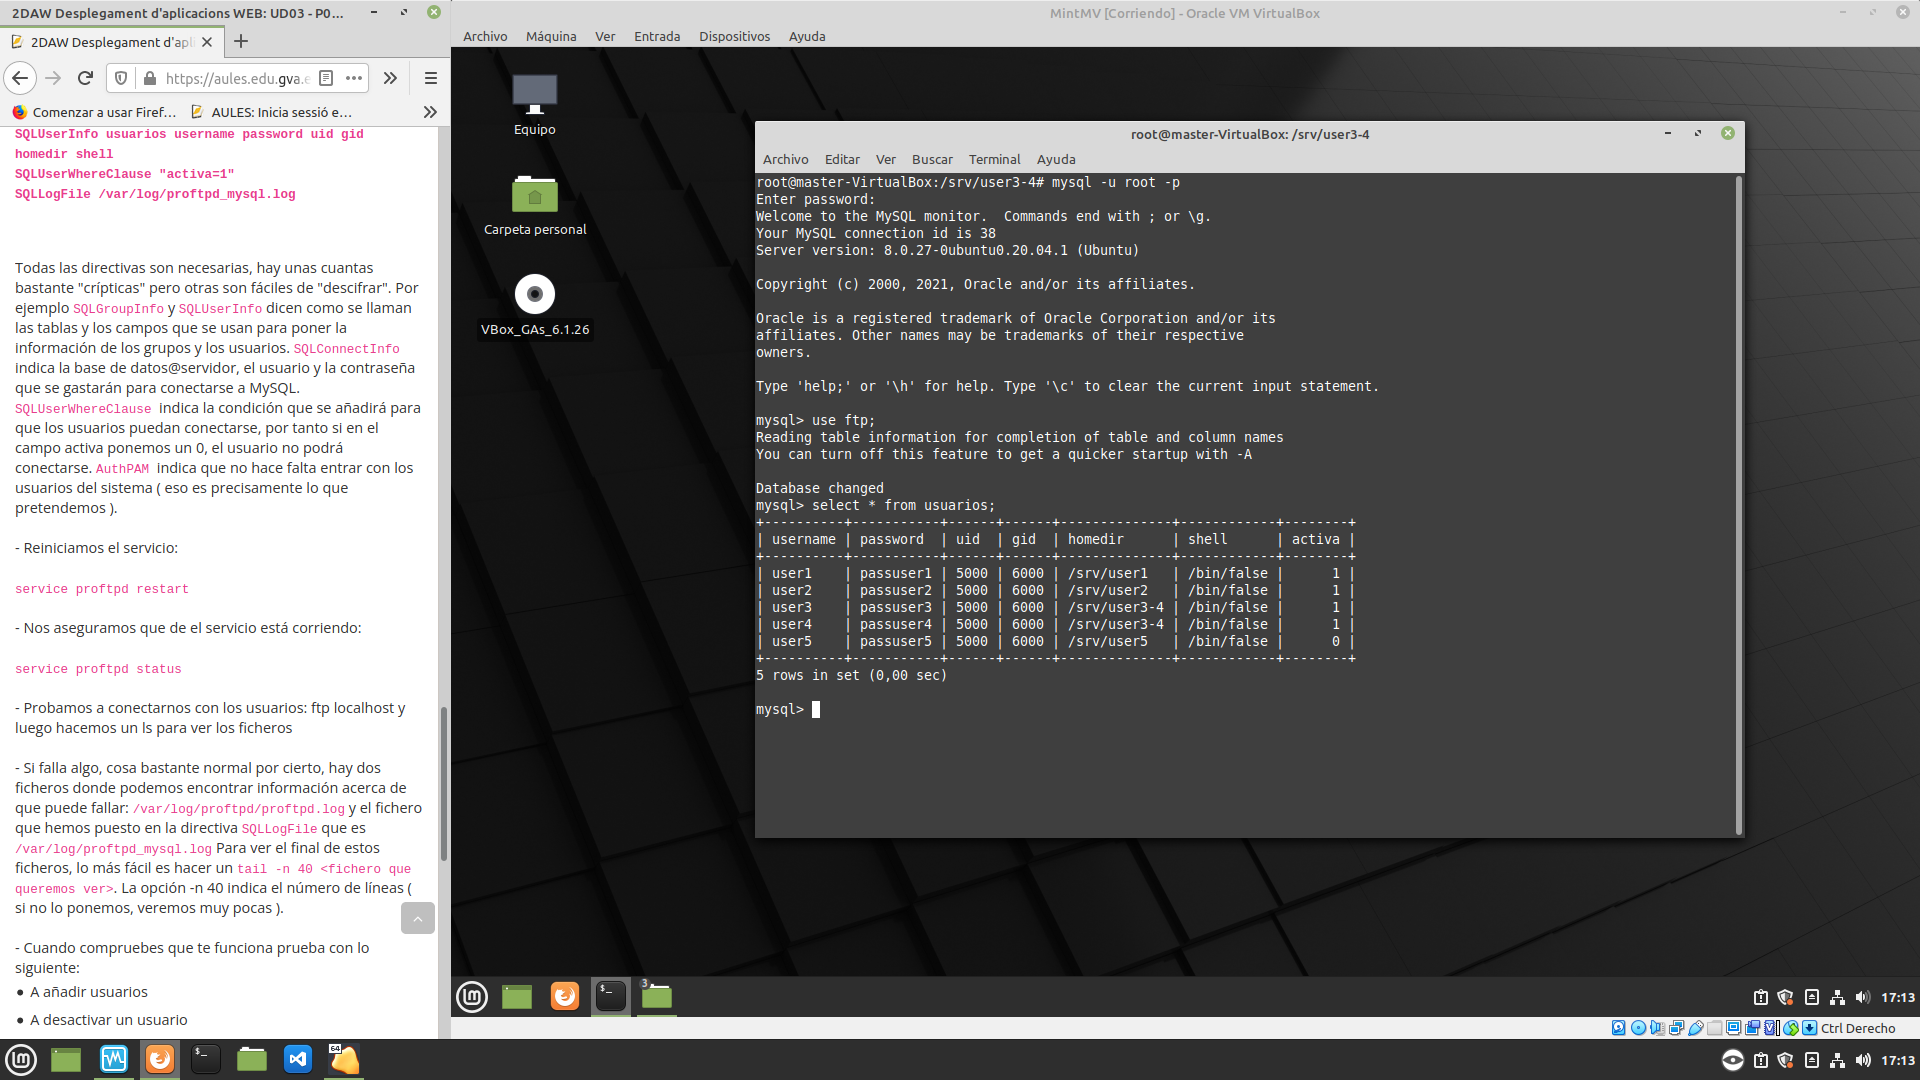 2DAW Desplegament d'aplicacions WEB: UD03 - P0...
2DAW Desplegament d'apl
https://aules.edu.gva.e
Comenzar a usar Firef...
AULES: Inicia sessió e...
SQLUserInfo usuarios username password uid gid
homedir shell
SQLUserWhereClause "activa=1"
SQLLogFile /var/log/proftpd_mysql.log
Todas las directivas son necesarias, hay unas cuantas
bastante "crípticas" pero otras son fáciles de "descifrar". Por
ejemplo SQLGroupInfo y SQLUserInfo dicen como se llaman
las tablas y los campos que se usan para poner la
información de los grupos y los usuarios. SQLConnectInfo
indica la base de datos@servidor, el usuario y la contraseña
que se gastarán para conectarse a MySQL.
SQLUserWhereClause indica la condición que se añadirá para
que los usuarios puedan conectarse, por tanto si en el
campo activa ponemos un 0, el usuario no podrá
conectarse. AuthPAM indica que no hace falta entrar con los
usuarios del sistema ( eso es precisamente lo que
pretendemos ).
- Reiniciamos el servicio:
service proftpd restart
- Nos aseguramos que de el servicio está corriendo:
service proftpd status
- Probamos a conectarnos con los usuarios: ftp localhost y
luego hacemos un ls para ver los ficheros
- Si falla algo, cosa bastante normal por cierto, hay dos
ficheros donde podemos encontrar información acerca de
que puede fallar: /var/log/proftpd/proftpd.log y el fichero
que hemos puesto en la directiva SQLLogFile que es
/var/log/proftpd_mysql.log Para ver el final de estos
ficheros, lo más fácil es hacer un tail -n 40 <fichero que
queremos ver>. La opción -n 40 indica el número de líneas (
si no lo ponemos, veremos muy pocas ).
- Cuando compruebes que te funciona prueba con lo
siguiente:
• A añadir usuarios
• A desactivar un usuario
MintMV [Corriendo] - Oracle VM VirtualBox
Archivo Máquina Ver Entrada Dispositivos Ayuda
Equipo
Carpeta personal
VBox_GAs_6.1.26
root@master-VirtualBox: /srv/user3-4
Archivo Editar Ver Buscar Terminal Ayuda
root@master-VirtualBox:/srv/user3-4# mysql -u root -p
Enter password:
Welcome to the MySQL monitor.  Commands end with ; or \g.
Your MySQL connection id is 38
Server version: 8.0.27-0ubuntu0.20.04.1 (Ubuntu)
Copyright (c) 2000, 2021, Oracle and/or its affiliates.
Oracle is a registered trademark of Oracle Corporation and/or its
affiliates. Other names may be trademarks of their respective
owners.
Type 'help;' or '\h' for help. Type '\c' to clear the current input statement.
mysql> use ftp;
Reading table information for completion of table and column names
You can turn off this feature to get a quicker startup with -A
Database changed
mysql> select * from usuarios;
+----------+-----------+------+------+--------------+------------+--------+
| username | password  | uid  | gid  | homedir      | shell      | activa |
+----------+-----------+------+------+--------------+------------+--------+
| user1    | passuser1 | 5000 | 6000 | /srv/user1   | /bin/false |      1 |
| user2    | passuser2 | 5000 | 6000 | /srv/user2   | /bin/false |      1 |
| user3    | passuser3 | 5000 | 6000 | /srv/user3-4 | /bin/false |      1 |
| user4    | passuser4 | 5000 | 6000 | /srv/user3-4 | /bin/false |      1 |
| user5    | passuser5 | 5000 | 6000 | /srv/user5   | /bin/false |      0 |
+----------+-----------+------+------+--------------+------------+--------+
5 rows in set (0,00 sec)
mysql>
3
$_
17:13
Ctrl Derecho
$_
64
17:13